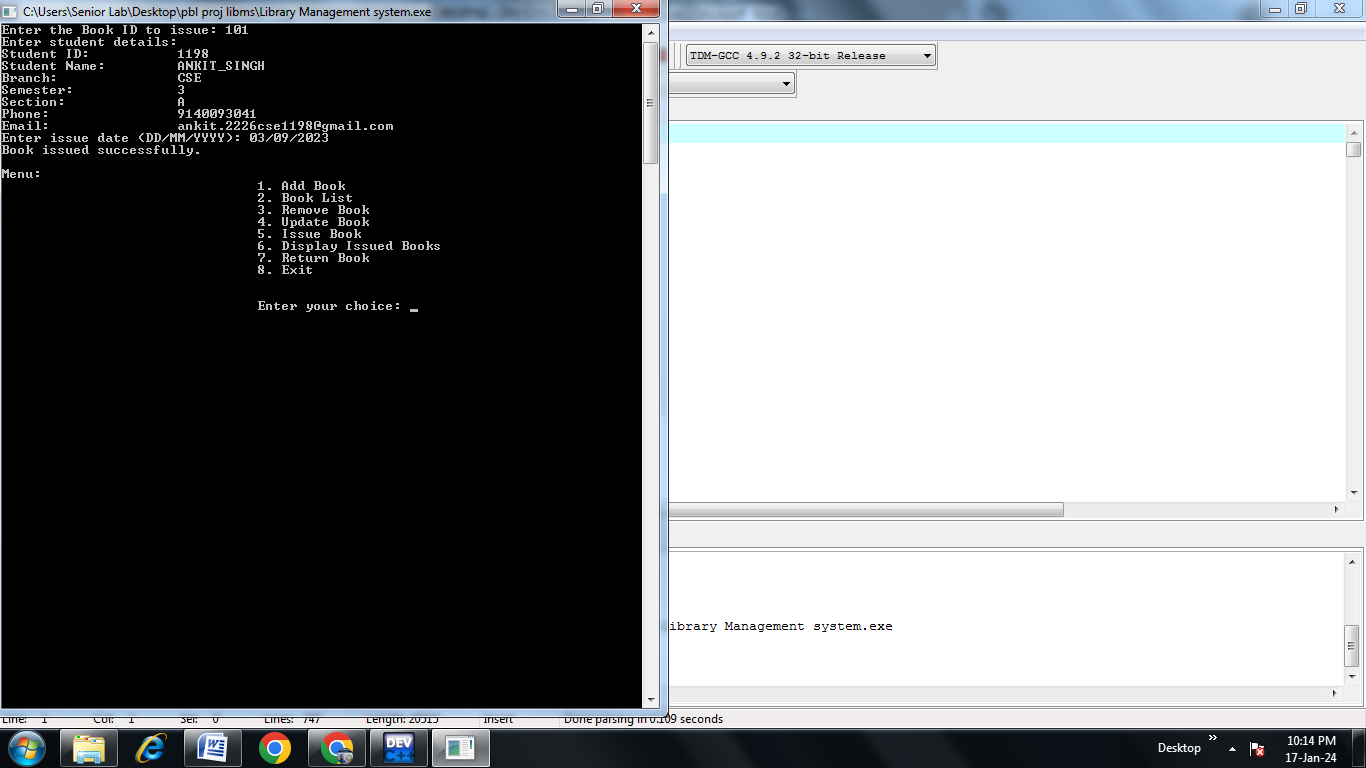 C:\Users\Senior Lab\Desktop\pbl proj libms\Library Management system.exe
Enter the Book ID to issue: 101
Enter student details:
Student ID: 1198
Student Name: ANKIT_SINGH
Branch: CSE
Semester: 3
Section: A
Phone: 9140093041
Email: ankit.2226cse1198@gmail.com
Enter issue date (DD/MM/YYYY): 03/09/2023
Book issued successfully.
Menu:
1. Add Book
2. Book List
3. Remove Book
4. Update Book
5. Issue Book
6. Display Issued Books
7. Return Book
8. Exit
Enter your choice: _
TDM-GCC 4.9.2 32-bit Release
ibrary Management system.exe
Line: 1 Col: 1 Sel: 0 Lines: 747 Length: 20515 Insert Done parsing in 0.109 seconds
DEV
C++
Desktop
10:14 PM
17-Jan-24